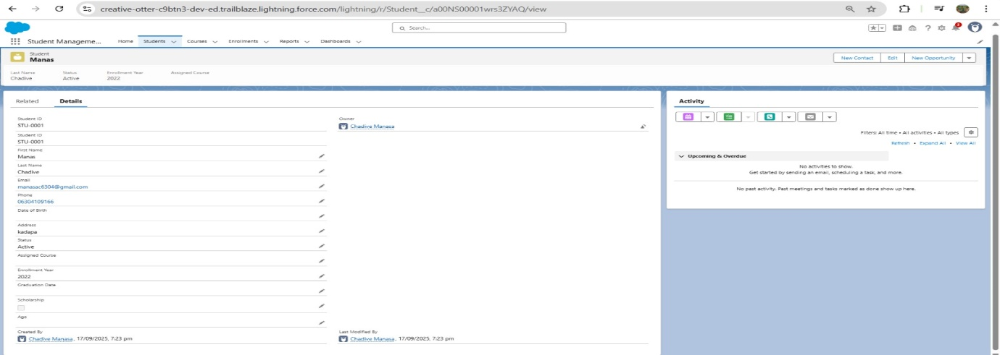 creative-otter-c9btn3-dev-ed.trailblaze.lightning.force.com/lightning/r/Student__c/a00NS00001wrs3ZYAQ/view
Search...
Student Manageme... Home Students Courses Enrollments Reports Dashboards
Student
Manas
New Contact Edit New Opportunity
Last Name Status Enrollment Year Assigned Course
Chadive Active 2022
Related Details
Student ID
STU-0001
Student ID
STU-0001
First Name
Manas
Last Name
Chadive
Email
manasac6304@gmail.com
Phone
06304109166
Date of Birth
Address
kadapa
Status
Active
Assigned Course
Enrollment Year
2022
Graduation Date
Scholarship
Age
Created By
Chadive Manasa, 17/09/2025, 7:23 pm
Owner
Chadive Manasa
Last Modified By
Chadive Manasa, 17/09/2025, 7:23 pm
Activity
Filters: All time • All activities • All types
Refresh • Expand All • View All
Upcoming & Overdue
No activities to show.
Get started by sending an email, scheduling a task, and more.
No past activity. Past meetings and tasks marked as done show up here.